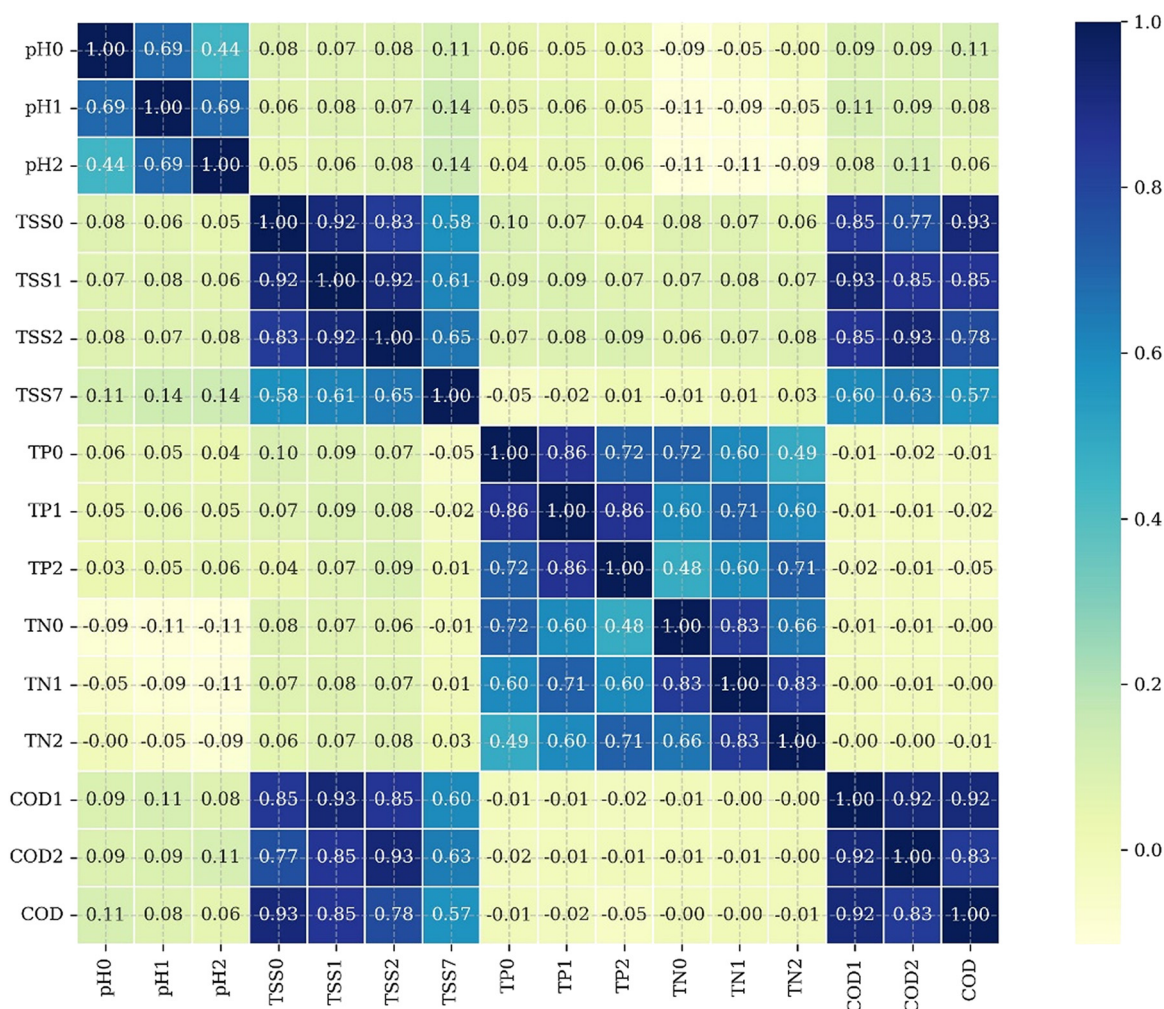 pH0 1.00 0.69 0.44 0.08 0.07 0.08 0.11 0.06 0.05 0.03 -0.09 -0.05 -0.00 0.09 0.09 0.11
pH1 0.69 1.00 0.69 0.06 0.08 0.07 0.14 0.05 0.06 0.05 -0.11 -0.09 -0.05 0.11 0.09 0.08
pH2 0.44 0.69 1.00 0.05 0.06 0.08 0.14 0.04 0.05 0.06 -0.11 -0.11 -0.09 0.08 0.11 0.06
TSS0 0.08 0.06 0.05 1.00 0.92 0.83 0.58 0.10 0.07 0.04 0.08 0.07 0.06 0.85 0.77 0.93
TSS1 0.07 0.08 0.06 0.92 1.00 0.92 0.61 0.09 0.09 0.07 0.07 0.08 0.07 0.93 0.85 0.85
TSS2 0.08 0.07 0.08 0.83 0.92 1.00 0.65 0.07 0.08 0.09 0.06 0.07 0.08 0.85 0.93 0.78
TSS7 0.11 0.14 0.14 0.58 0.61 0.65 1.00 -0.05 -0.02 0.01 -0.01 0.01 0.03 0.60 0.63 0.57
TP0 0.06 0.05 0.04 0.10 0.09 0.07 -0.05 1.00 0.86 0.72 0.72 0.60 0.49 -0.01 -0.02 -0.01
TP1 0.05 0.06 0.05 0.07 0.09 0.08 -0.02 0.86 1.00 0.86 0.60 0.71 0.60 -0.01 -0.01 -0.02
TP2 0.03 0.05 0.06 0.04 0.07 0.09 0.01 0.72 0.86 1.00 0.48 0.60 0.71 -0.02 -0.01 -0.05
TN0 -0.09 -0.11 -0.11 0.08 0.07 0.06 -0.01 0.72 0.60 0.48 1.00 0.83 0.66 -0.01 -0.01 -0.00
TN1 -0.05 -0.09 -0.11 0.07 0.08 0.07 0.01 0.60 0.71 0.60 0.83 1.00 0.83 -0.00 -0.01 -0.00
TN2 -0.00 -0.05 -0.09 0.06 0.07 0.08 0.03 0.49 0.60 0.71 0.66 0.83 1.00 -0.00 -0.00 -0.01
COD1 0.09 0.11 0.08 0.85 0.93 0.85 0.60 -0.01 -0.01 -0.02 -0.01 -0.00 -0.00 1.00 0.92 0.92
COD2 0.09 0.09 0.11 0.77 0.85 0.93 0.63 -0.02 -0.01 -0.01 -0.01 -0.01 -0.00 0.92 1.00 0.83
COD 0.11 0.08 0.06 0.93 0.85 0.78 0.57 -0.01 -0.02 -0.05 -0.00 -0.00 -0.01 0.92 0.83 1.00
pH0 pH1 pH2 TSS0 TSS1 TSS2 TSS7 TP0 TP1 TP2 TN0 TN1 TN2 COD1 COD2 COD
1.0
0.8
0.6
0.4
0.2
0.0